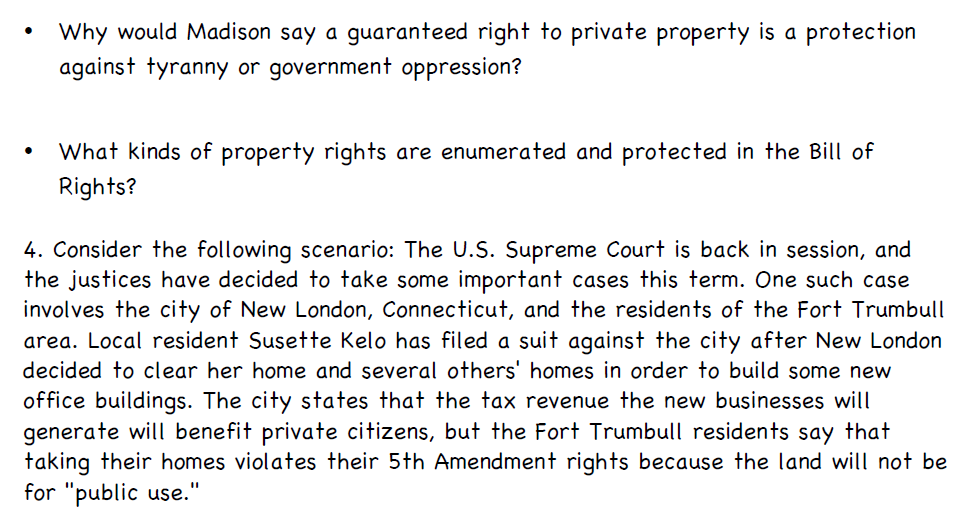 • Why would Madison say a guaranteed right to private property is a protection
against tyranny or government oppression?
• What kinds of property rights are enumerated and protected in the Bill of
Rights?
4. Consider the following scenario: The U.S. Supreme Court is back in session, and
the justices have decided to take some important cases this term. One such case
involves the city of New London, Connecticut, and the residents of the Fort Trumbull
area. Local resident Susette Kelo has filed a suit against the city after New London
decided to clear her home and several others' homes in order to build some new
office buildings. The city states that the tax revenue the new businesses will
generate will benefit private citizens, but the Fort Trumbull residents say that
taking their homes violates their 5th Amendment rights because the land will not be
for "public use."